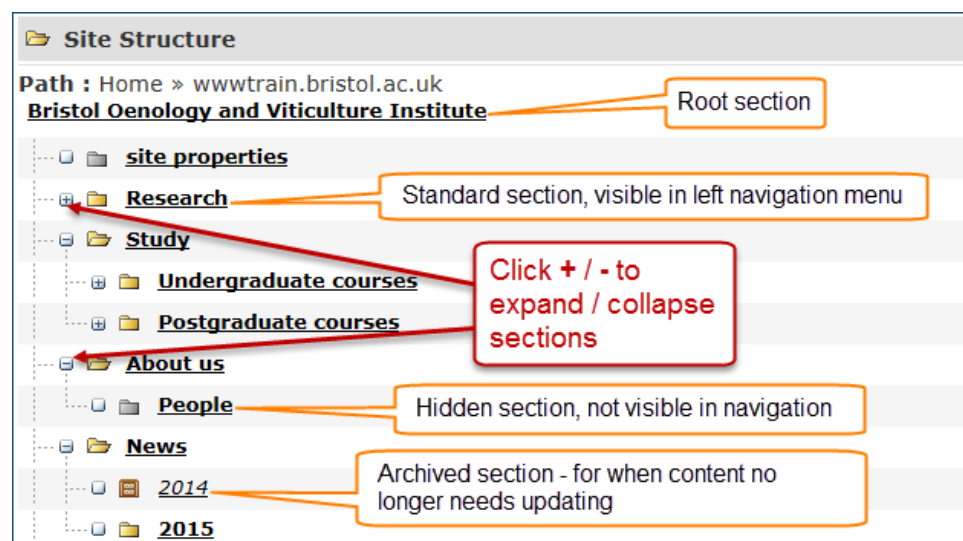 Site Structure
Path : Home » wwwtrain.bristol.ac.uk
Bristol Oenology and Viticulture Institute
Root section
site properties
Research
Standard section, visible in left navigation menu
Study
Undergraduate courses
Click + / - to
expand / collapse
sections
Postgraduate courses
About us
People
Hidden section, not visible in navigation
News
Archived section - for when content no
longer needs updating
2014
2015